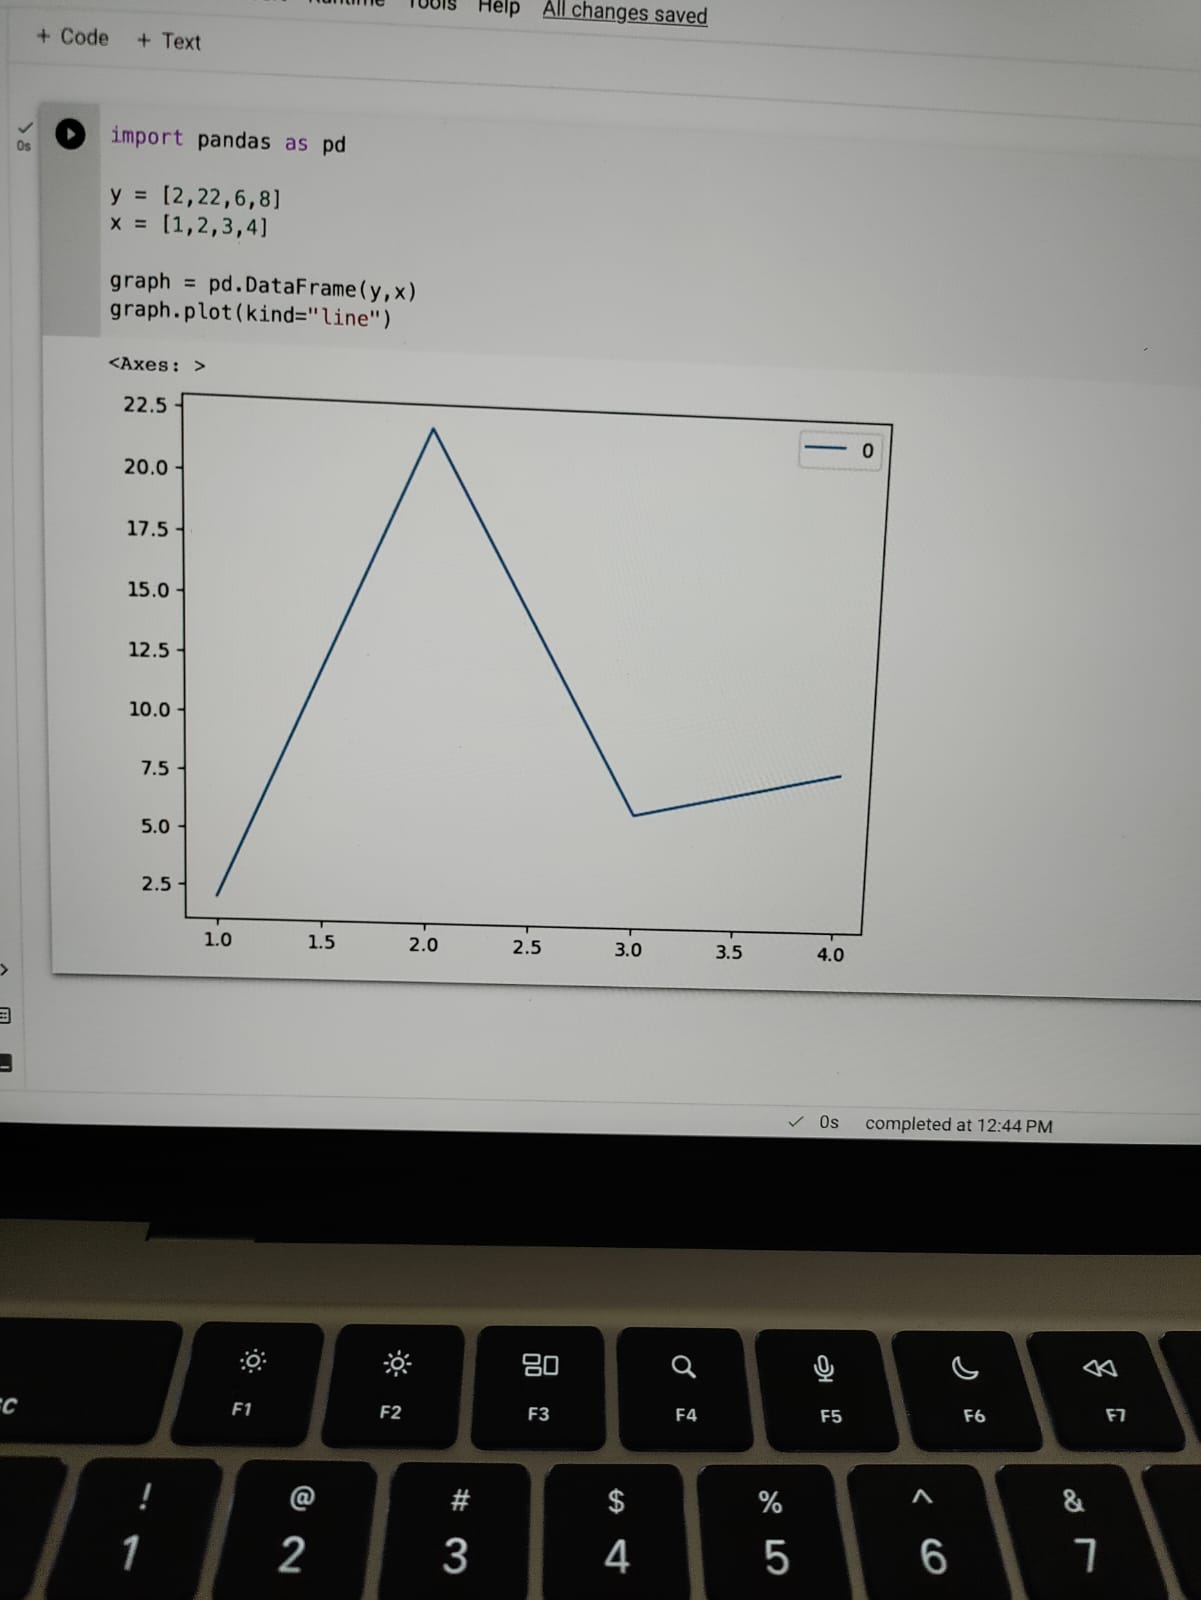 Tools Help All changes saved
+ Code + Text
0s
import pandas as pd
y = [2,22,6,8]
x = [1,2,3,4]
graph = pd.DataFrame(y,x)
graph.plot(kind="line")
<Axes: >
22.5
0
20.0
17.5
15.0
12.5
10.0
7.5
5.0
2.5
1.0 1.5 2.0 2.5 3.0 3.5 4.0
0s completed at 12:44 PM
F1 F2 F3 F4 F5 F6 F7
! @ # $ % ^ &
1 2 3 4 5 6 7